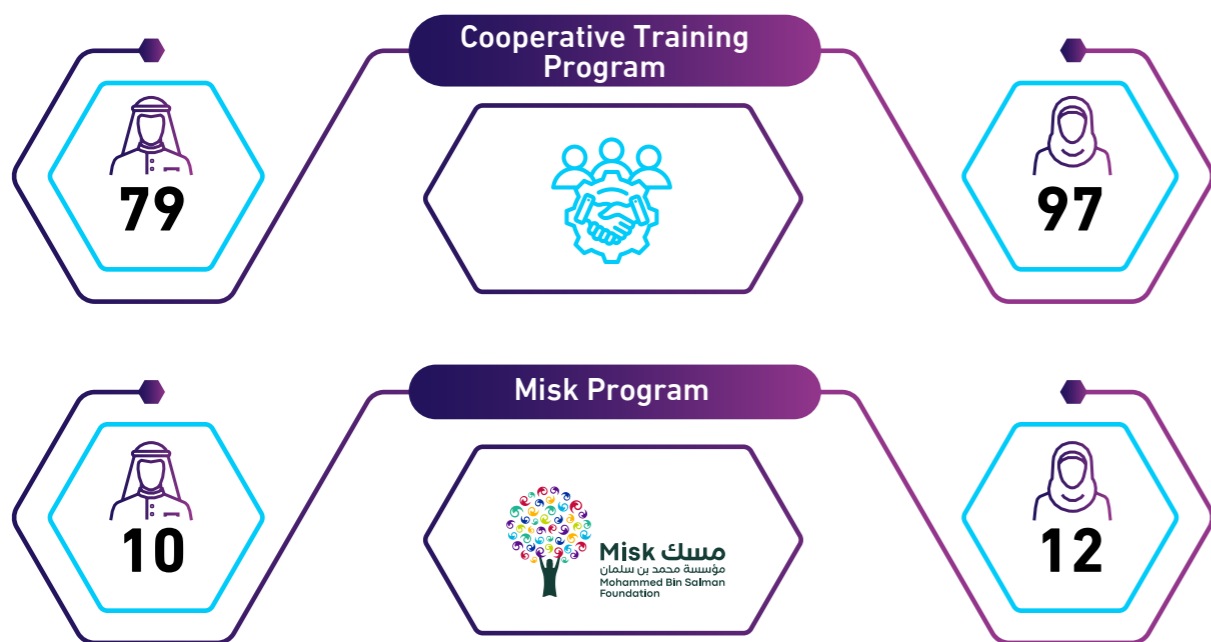 Cooperative Training
Program
79
97
Misk Program
10
12
Misk مسك
مؤسسة محمد بن سلمان
Mohammed Bin Salman
Foundation